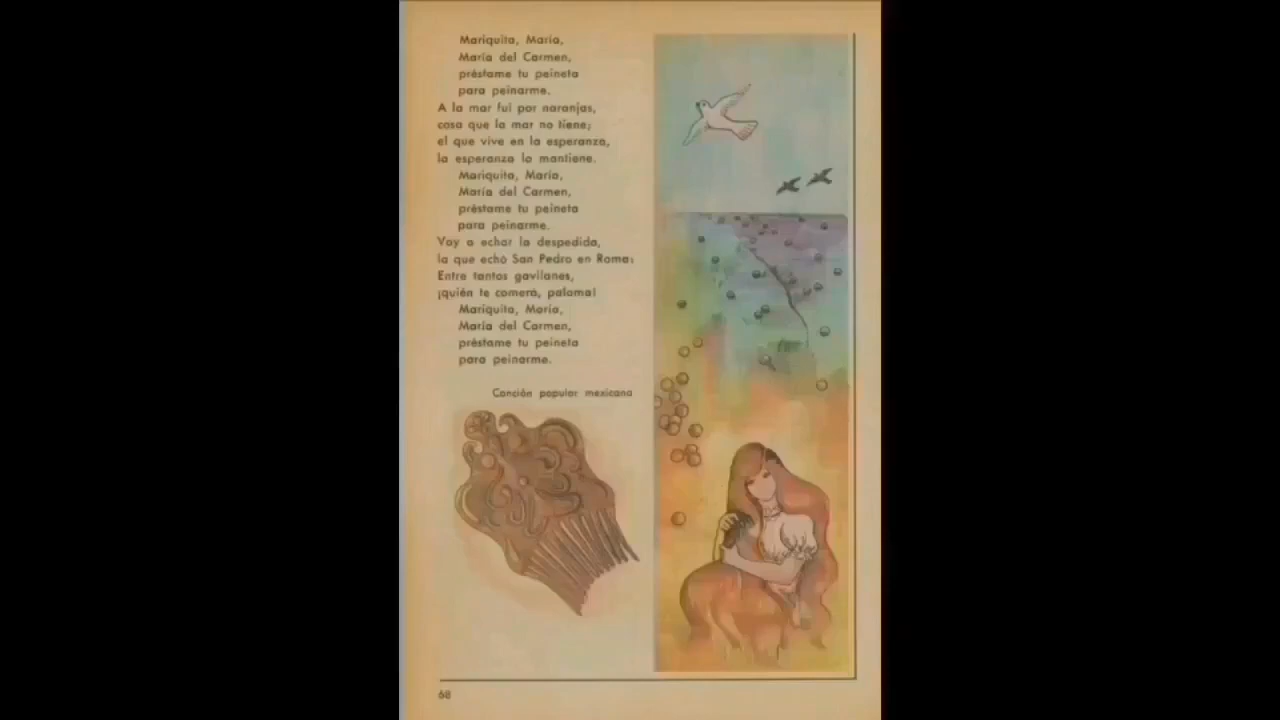 Mariquita, María,
María del Carmen,
préstame tu peineta
para peinarme.
A la mar fui por naranjas,
cosa que la mar no tiene;
el que vive en la esperanza,
la esperanza lo mantiene.
Mariquita, María,
María del Carmen,
préstame tu peineta
para peinarme.
Voy a echar la despedida,
la que echó San Pedro en Roma:
Entre tantos gavilanes,
¡quién te comerá, paloma!
Mariquita, María,
María del Carmen,
préstame tu peineta
para peinarme.
Canción popular mexicana
68